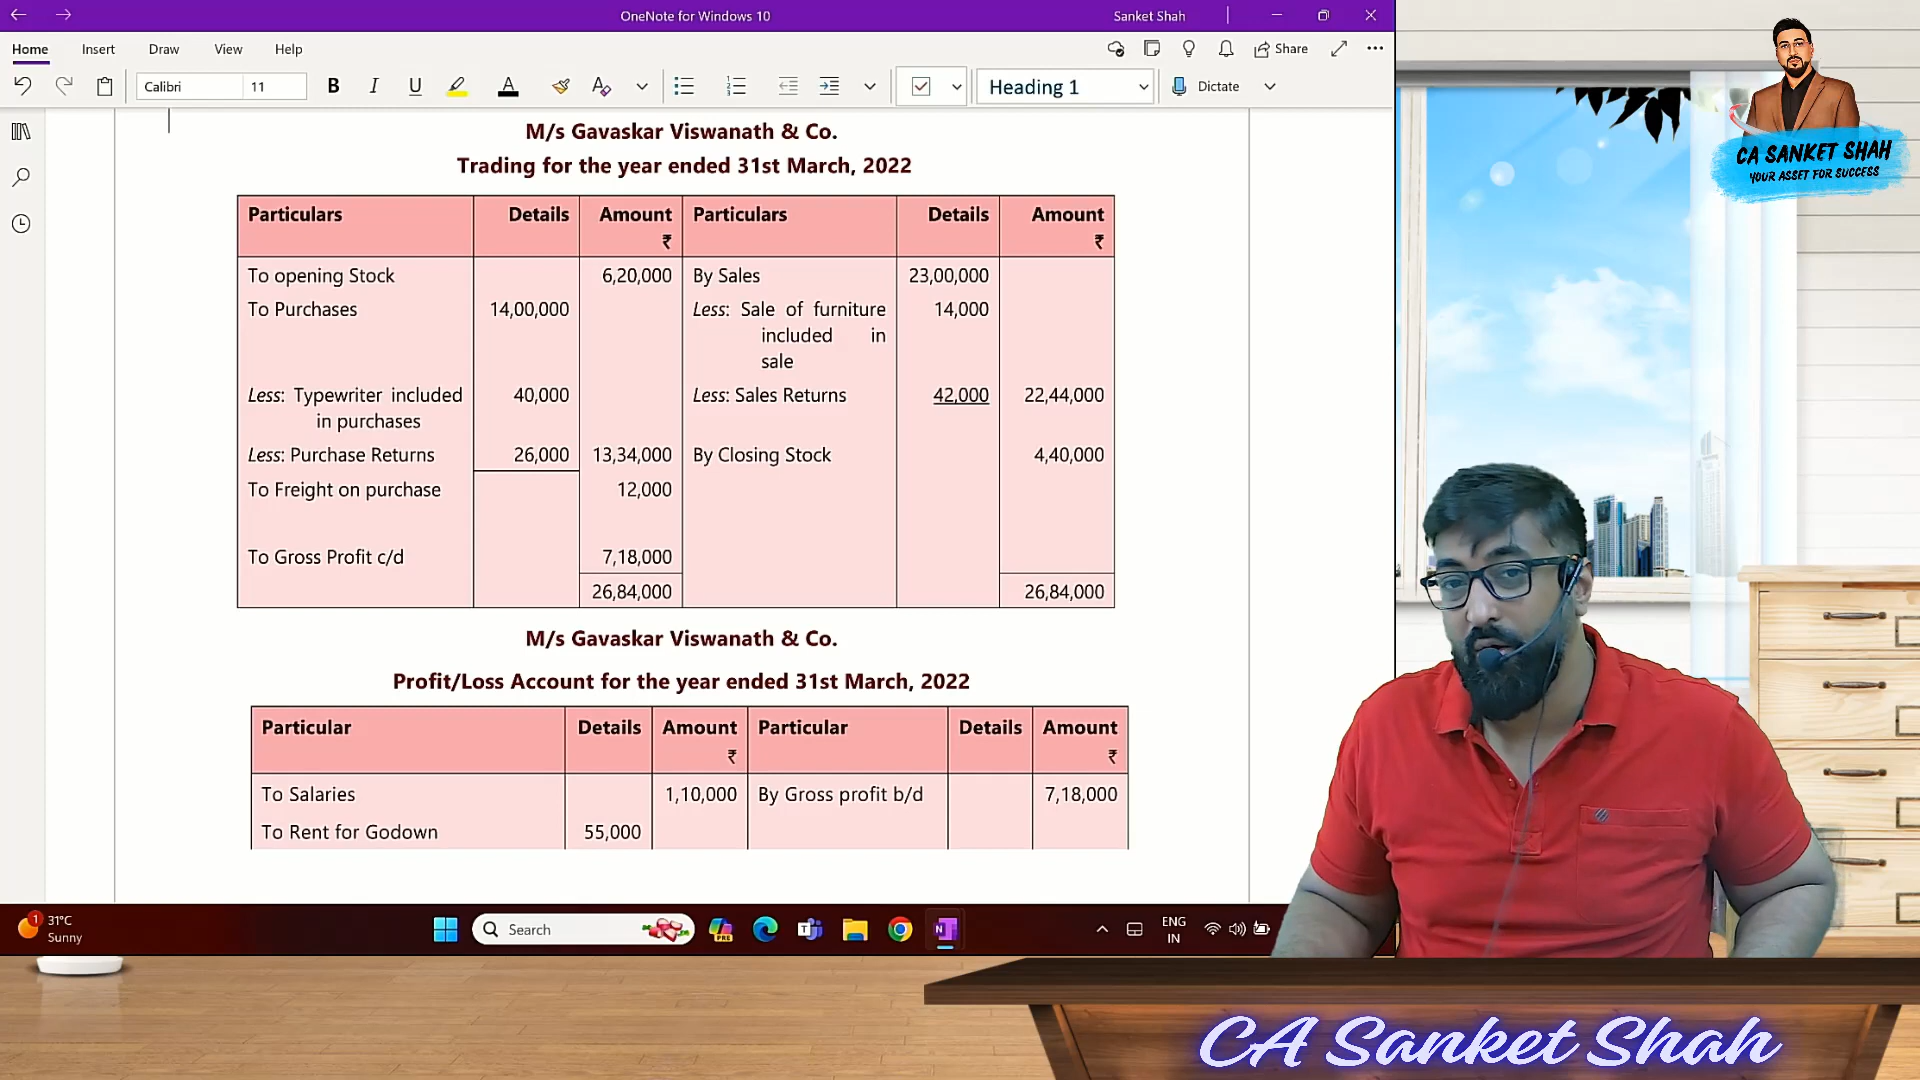 OneNote for Windows 10
Sanket Shah
Home Insert Draw View Help
Share
Calibri 11 B I U A Heading 1 Dictate
M/s Gavaskar Viswanath & Co.
Trading for the year ended 31st March, 2022
Particulars Details Amount ₹ Particulars Details Amount ₹
To opening Stock 6,20,000 By Sales 23,00,000
To Purchases 14,00,000 Less: Sale of furniture 14,000
included in
sale
Less: Typewriter included 40,000 Less: Sales Returns 42,000 22,44,000
in purchases
Less: Purchase Returns 26,000 13,34,000 By Closing Stock 4,40,000
To Freight on purchase 12,000
To Gross Profit c/d 7,18,000
26,84,000 26,84,000
M/s Gavaskar Viswanath & Co.
Profit/Loss Account for the year ended 31st March, 2022
Particular Details Amount ₹ Particular Details Amount ₹
To Salaries 1,10,000 By Gross profit b/d 7,18,000
To Rent for Godown 55,000
1
31°C
Sunny
Search
PRE
N
ENG
IN
CA SANKET SHAH
YOUR ASSET FOR SUCCESS
CA Sanket Shah